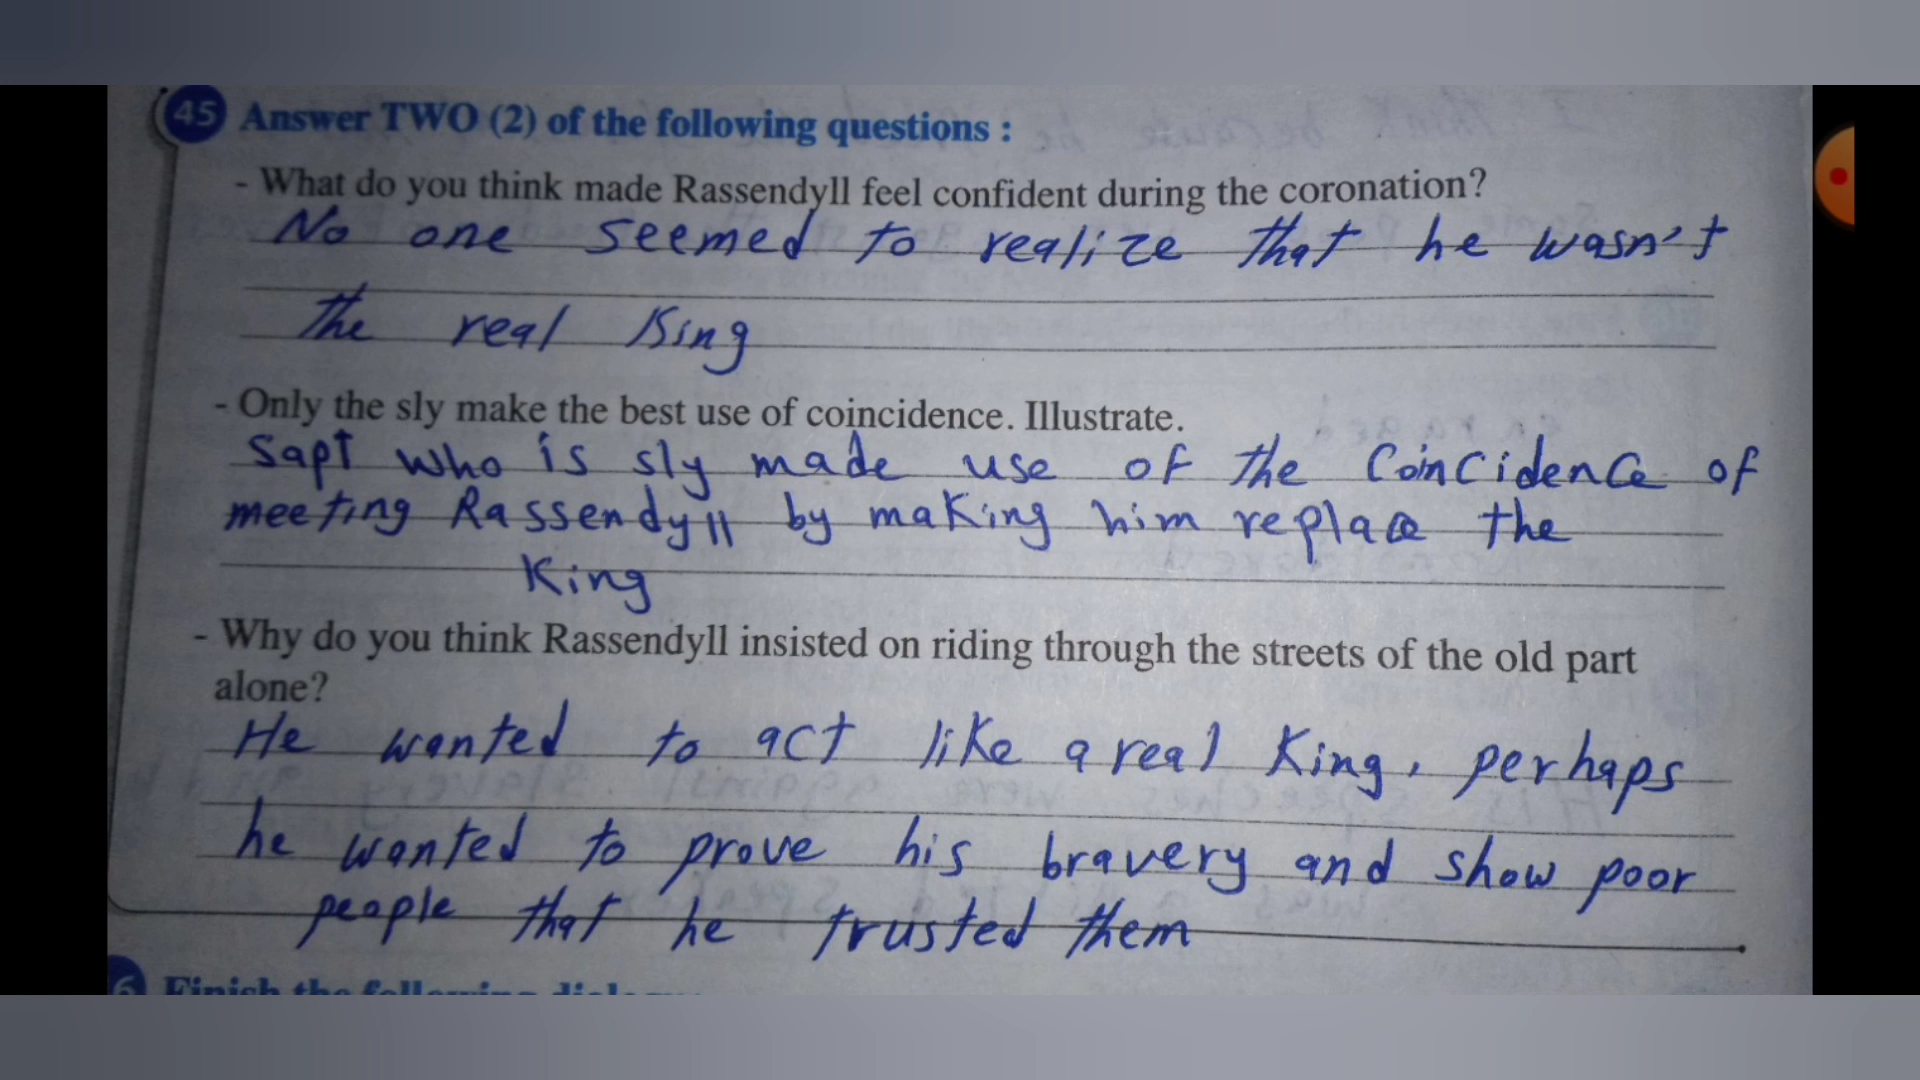 45 Answer TWO (2) of the following questions :
- What do you think made Rassendyll feel confident during the coronation?
No one seemed to realize that he wasn't
the real King
- Only the sly make the best use of coincidence. Illustrate.
Sapt who is sly made use of the Coincidence of
meeting Rassendyll by making him replace the
King
- Why do you think Rassendyll insisted on riding through the streets of the old part
alone?
He wanted to act like a real King, perhaps
he wanted to prove his bravery and show poor
people that he trusted them
6 Finish the following